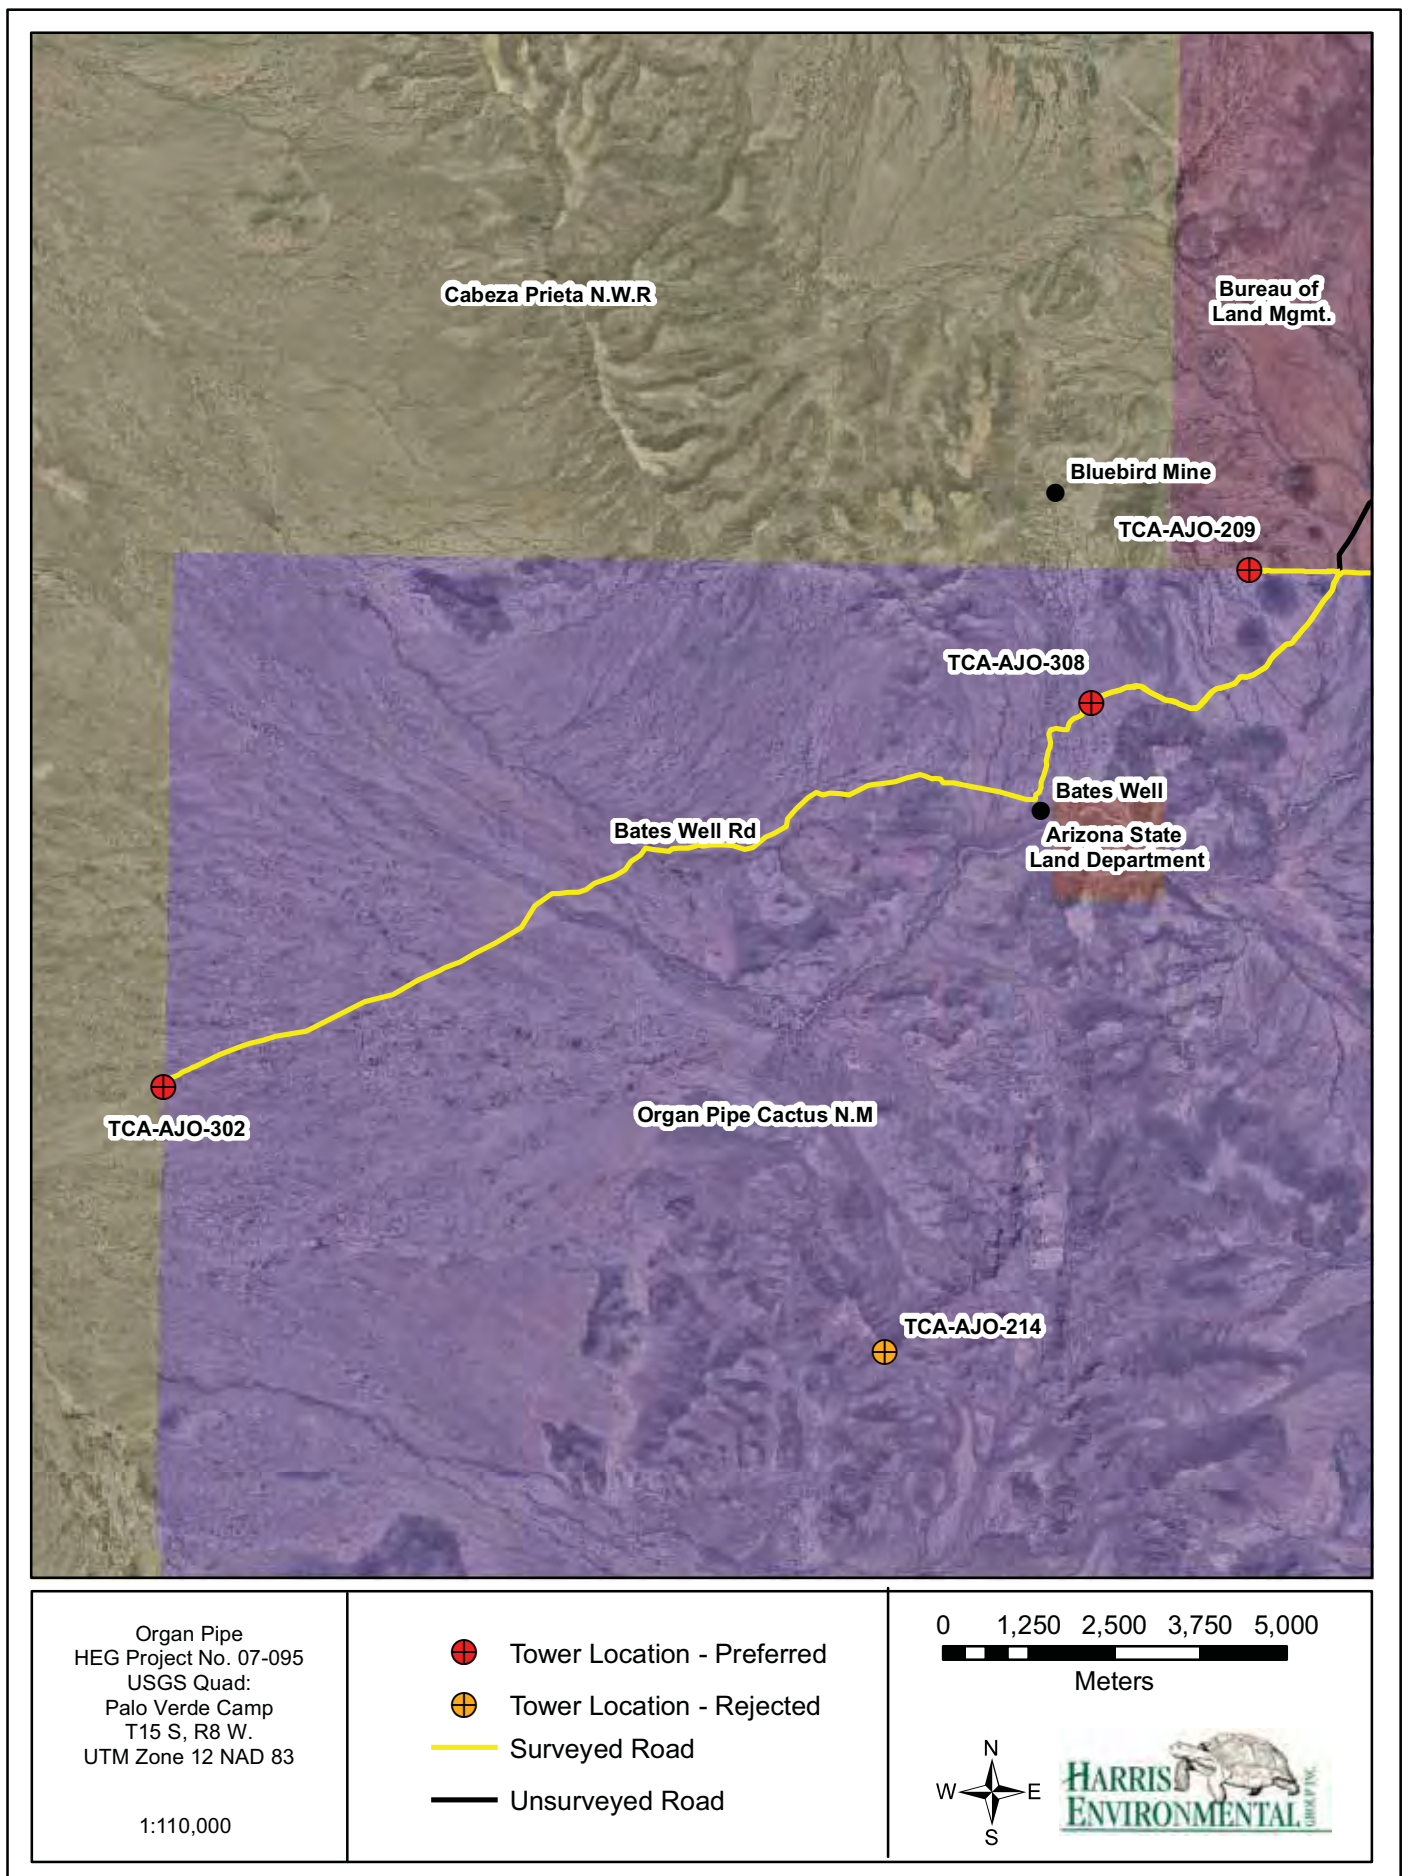 Cabeza Prieta N.W.R
Bureau of
Land Mgmt.
Bluebird Mine
TCA-AJO-209
TCA-AJO-308
Bates Well
Bates Well Rd
Arizona State
Land Department
Organ Pipe Cactus N.M
TCA-AJO-302
TCA-AJO-214
Organ Pipe
HEG Project No. 07-095
USGS Quad:
Palo Verde Camp
T15 S, R8 W.
UTM Zone 12 NAD 83
1:110,000
Tower Location - Preferred
Tower Location - Rejected
Surveyed Road
Unsurveyed Road
0 1,250 2,500 3,750 5,000
Meters
N
W E
S
HARRIS
ENVIRONMENTAL
GROUP INC.